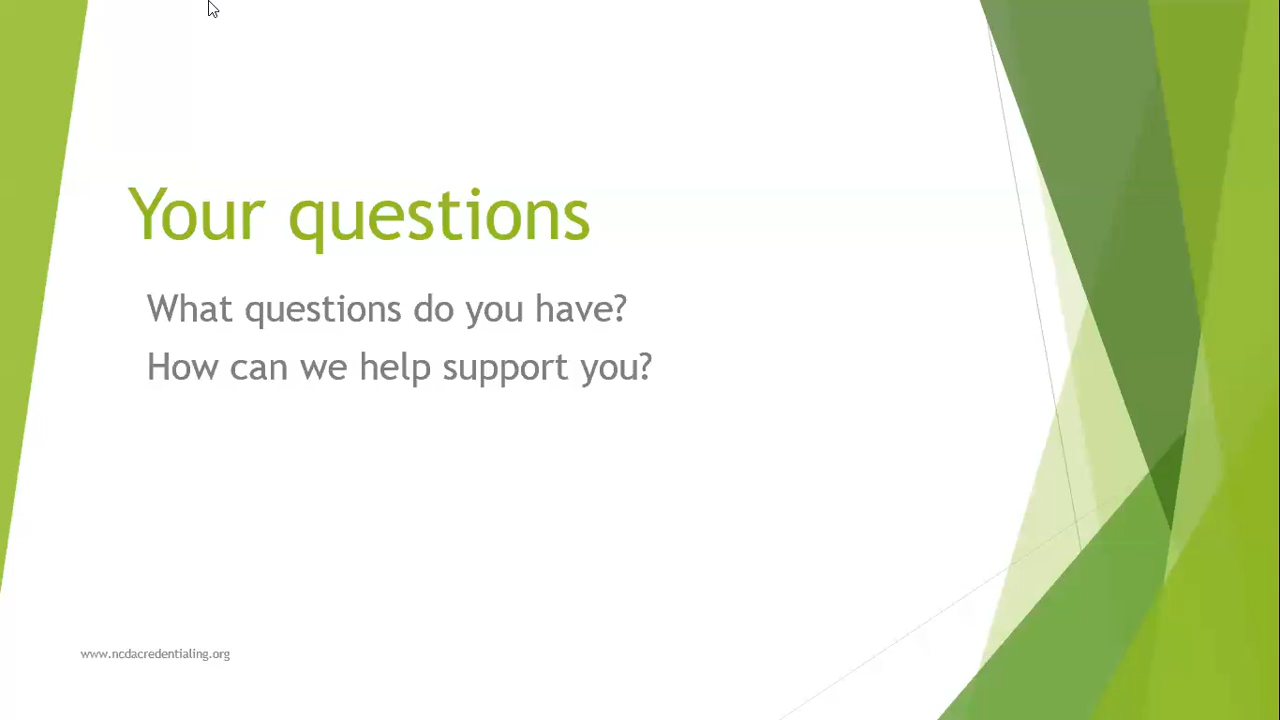 Your questions
What questions do you have?
How can we help support you?
www.ncdacredentialing.org